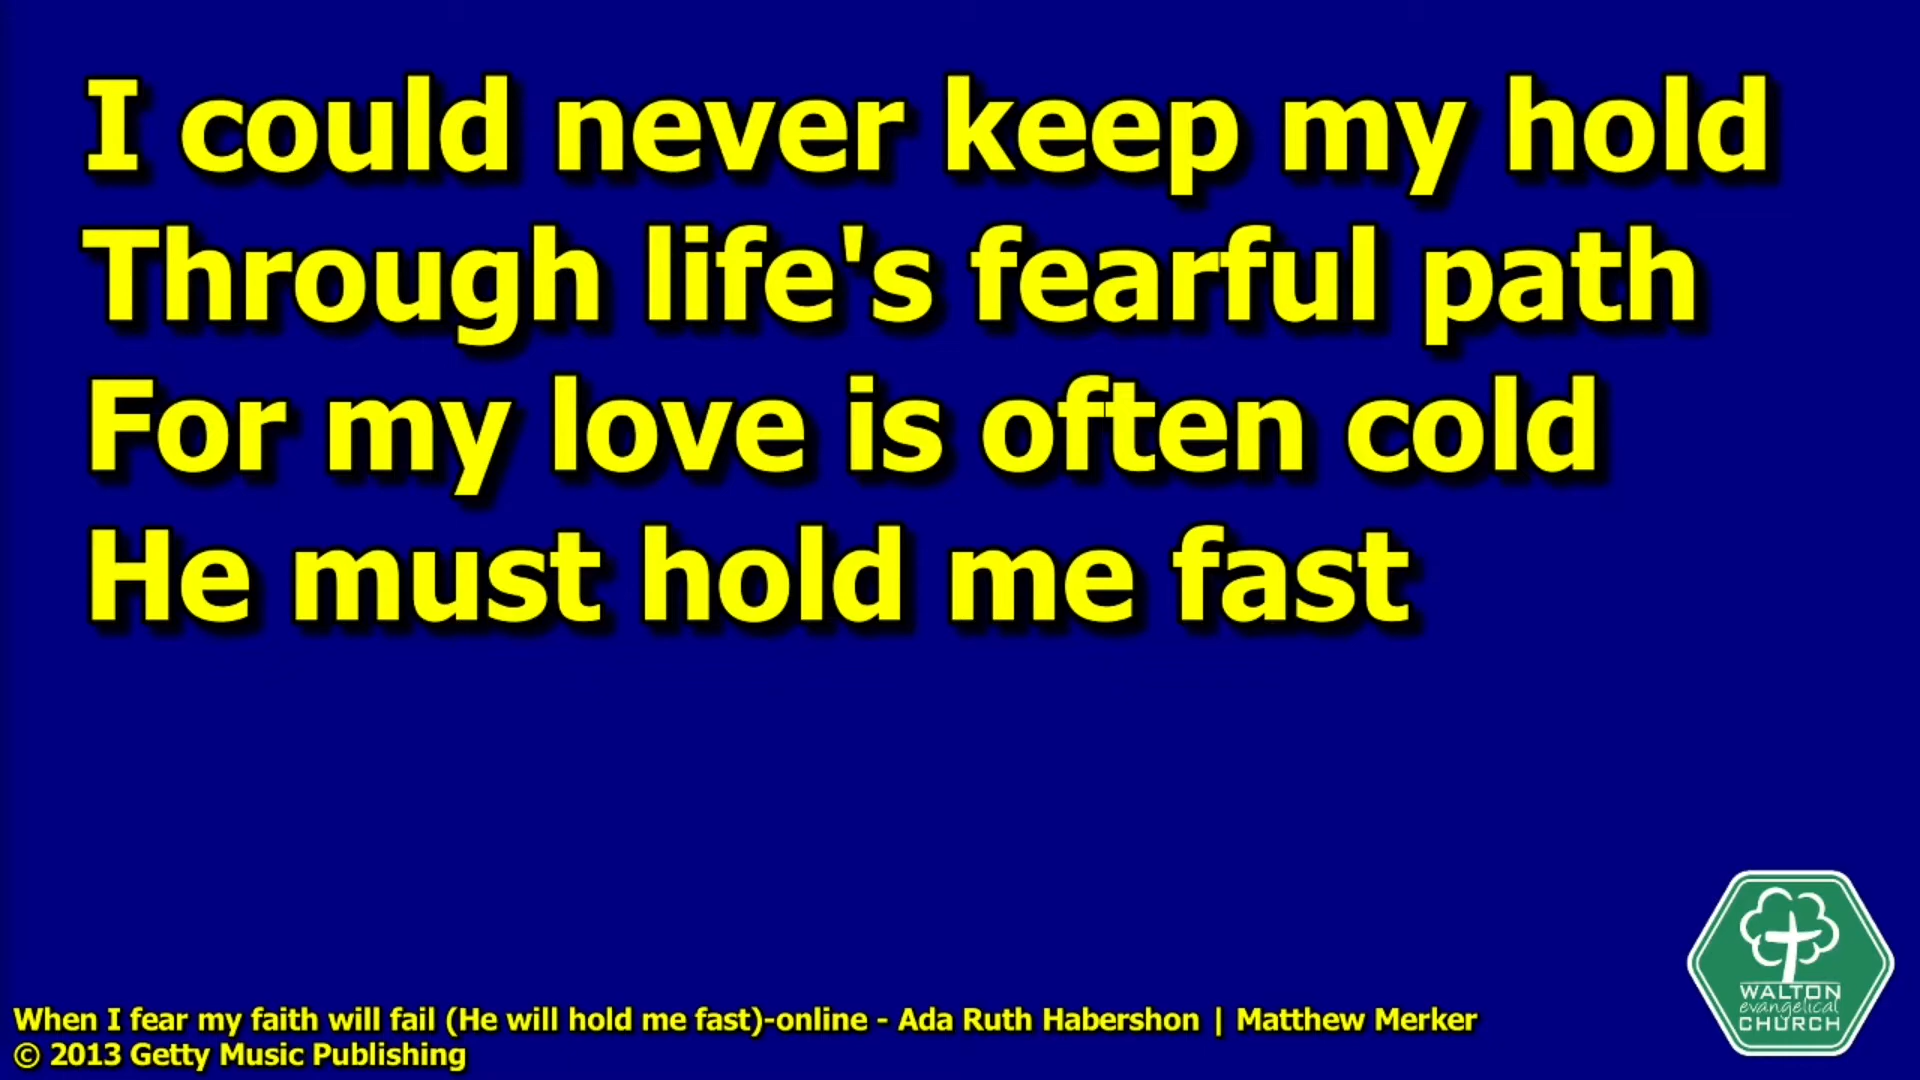 I could never keep my hold
Through life's fearful path
For my love is often cold
He must hold me fast
WALTON
evangelical
CHURCH
When I fear my faith will fail (He will hold me fast)-online - Ada Ruth Habershon | Matthew Merker
© 2013 Getty Music Publishing